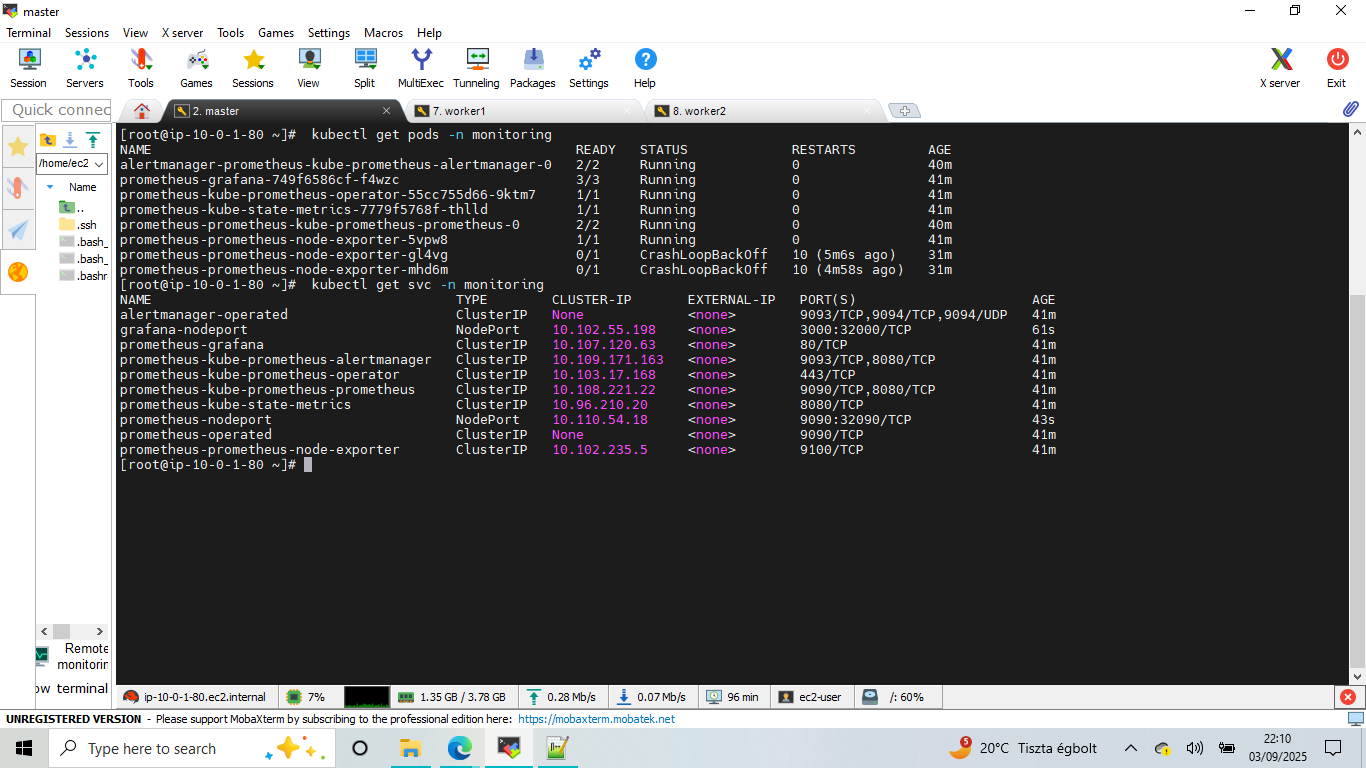 master
Terminal Sessions View X server Tools Games Settings Macros Help
Session Servers Tools Games Sessions View Split MultiExec Tunneling Packages Settings Help X server Exit
Quick connec 2. master 7. worker1 8. worker2
/home/ec2
Name
..
.ssh
.bash_
.bash_
.bashr
[root@ip-10-0-1-80 ~]#  kubectl get pods -n monitoring
NAME READY STATUS RESTARTS AGE
alertmanager-prometheus-kube-prometheus-alertmanager-0 2/2 Running 0 40m
prometheus-grafana-749f6586cf-f4wzc 3/3 Running 0 41m
prometheus-kube-prometheus-operator-55cc755d66-9ktm7 1/1 Running 0 41m
prometheus-kube-state-metrics-7779f5768f-thlld 1/1 Running 0 41m
prometheus-prometheus-kube-prometheus-prometheus-0 2/2 Running 0 40m
prometheus-prometheus-node-exporter-5vpw8 1/1 Running 0 41m
prometheus-prometheus-node-exporter-gl4vg 0/1 CrashLoopBackOff 10 (5m6s ago) 31m
prometheus-prometheus-node-exporter-mhd6m 0/1 CrashLoopBackOff 10 (4m58s ago) 31m
[root@ip-10-0-1-80 ~]#  kubectl get svc -n monitoring
NAME TYPE CLUSTER-IP EXTERNAL-IP PORT(S) AGE
alertmanager-operated ClusterIP None <none> 9093/TCP,9094/TCP,9094/UDP 41m
grafana-nodeport NodePort 10.102.55.198 <none> 3000:32000/TCP 61s
prometheus-grafana ClusterIP 10.107.120.63 <none> 80/TCP 41m
prometheus-kube-prometheus-alertmanager ClusterIP 10.109.171.163 <none> 9093/TCP,8080/TCP 41m
prometheus-kube-prometheus-operator ClusterIP 10.103.17.168 <none> 443/TCP 41m
prometheus-kube-prometheus-prometheus ClusterIP 10.108.221.22 <none> 9090/TCP,8080/TCP 41m
prometheus-kube-state-metrics ClusterIP 10.96.210.20 <none> 8080/TCP 41m
prometheus-nodeport NodePort 10.110.54.18 <none> 9090:32090/TCP 43s
prometheus-operated ClusterIP None <none> 9090/TCP 41m
prometheus-prometheus-node-exporter ClusterIP 10.102.235.5 <none> 9100/TCP 41m
[root@ip-10-0-1-80 ~]#
Remote
monitorin
ow terminal
ip-10-0-1-80.ec2.internal 7% 1.35 GB / 3.78 GB 0.28 Mb/s 0.07 Mb/s 96 min ec2-user /: 60%
UNREGISTERED VERSION - Please support MobaXterm by subscribing to the professional edition here: https://mobaxterm.mobatek.net
Type here to search 5 20°C Tiszta égbolt 22:10
03/09/2025